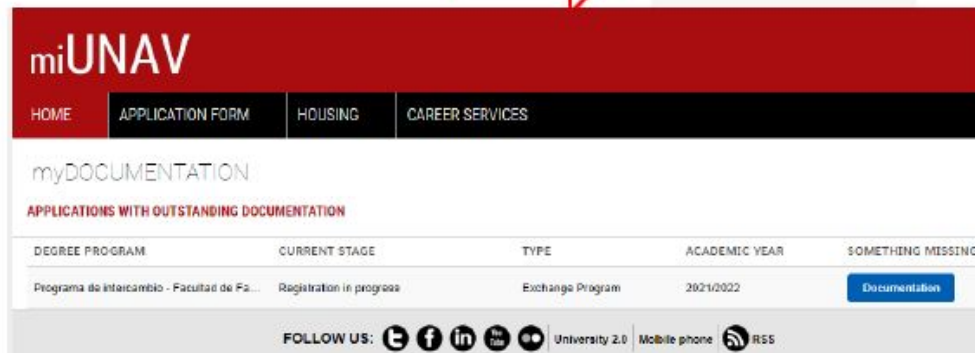 miUNAV
HOME APPLICATION FORM HOUSING CAREER SERVICES
myDOCUMENTATION
APPLICATIONS WITH OUTSTANDING DOCUMENTATION
DEGREE PROGRAM CURRENT STAGE TYPE ACADEMIC YEAR SOMETHING MISSING
Programa de intercambio - Facultad de Fa... Registration in progress Exchange Program 2021/2022 Documentation
FOLLOW US: You Tube University 2.0 Mobile phone RSS